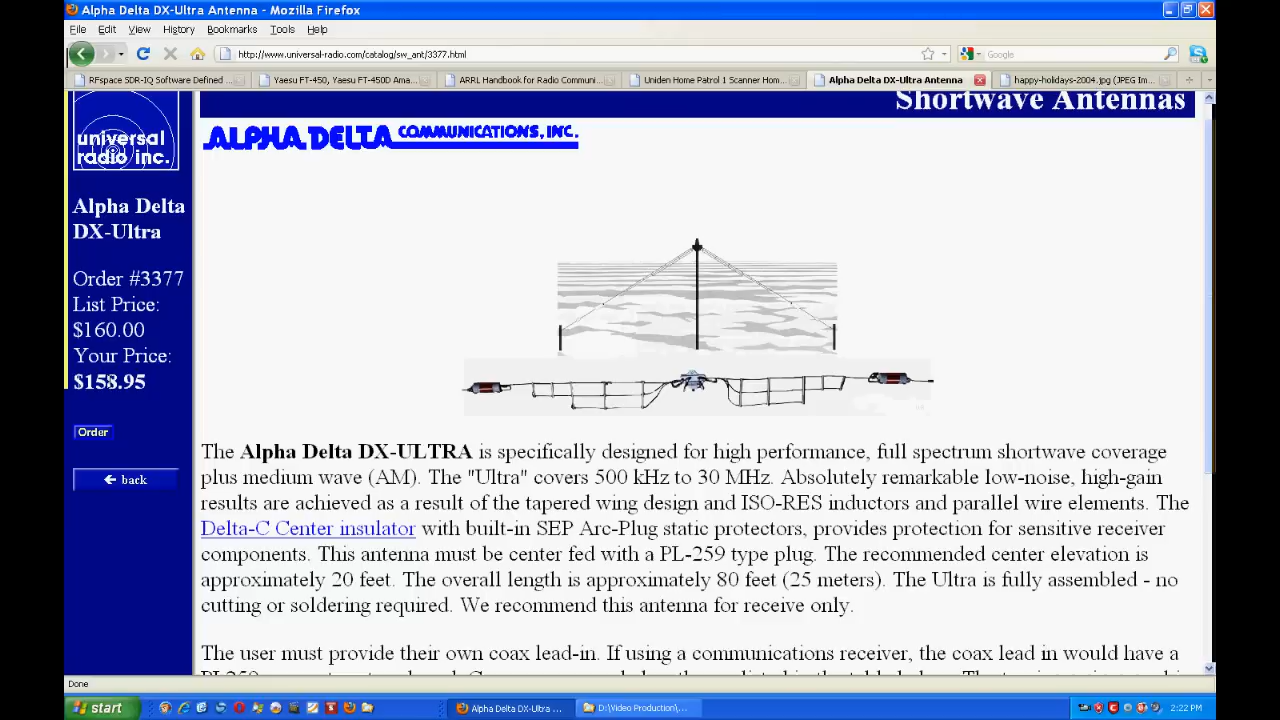 Alpha Delta DX-Ultra Antenna - Mozilla Firefox
File Edit View History Bookmarks Tools Help
http://www.universal-radio.com/catalog/sw_ant/3377.html
Google
RFspace SDR-IQ Software Defined ...
Yaesu FT-450, Yaesu FT-450D Ama...
ARRL Handbook for Radio Communi...
Uniden Home Patrol 1 Scanner Hom...
Alpha Delta DX-Ultra Antenna
happy-holidays-2004.jpg (JPEG Im...
Shortwave Antennas
universal
radio inc.
Alpha Delta
DX-Ultra
Order #3377
List Price:
$160.00
Your Price:
$158.95
Order
back
ALPHA DELTA COMMUNICATIONS, INC.
The Alpha Delta DX-ULTRA is specifically designed for high performance, full spectrum shortwave coverage
plus medium wave (AM). The "Ultra" covers 500 kHz to 30 MHz. Absolutely remarkable low-noise, high-gain
results are achieved as a result of the tapered wing design and ISO-RES inductors and parallel wire elements. The
Delta-C Center insulator with built-in SEP Arc-Plug static protectors, provides protection for sensitive receiver
components. This antenna must be center fed with a PL-259 type plug. The recommended center elevation is
approximately 20 feet. The overall length is approximately 80 feet (25 meters). The Ultra is fully assembled - no
cutting or soldering required. We recommend this antenna for receive only.
The user must provide their own coax lead-in. If using a communications receiver, the coax lead in would have a
Done
start
Alpha Delta DX-Ultra ...
D:\Video Production\...
2:22 PM